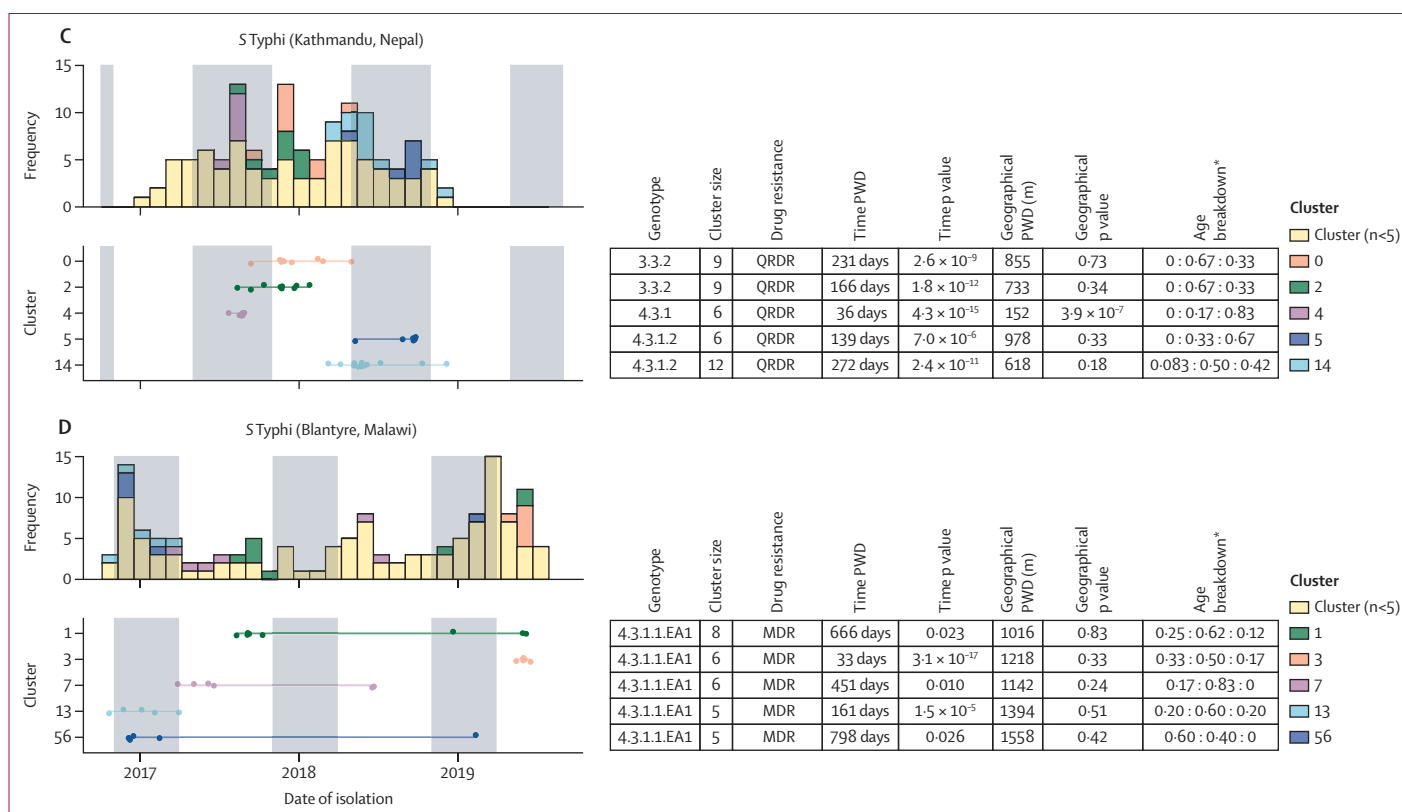 C
S Typhi (Kathmandu, Nepal)
15
10
5
0
Frequency
0
2
4
5
14
Cluster
2017
2018
2019
Genotype
Cluster size
Drug resistance
Time PWD
Time p value
Geographical PWD (m)
Geographical p value
Age breakdown*
3·3.2 9 QRDR 231 days 2·6 × 10⁻⁹ 855 0·73 0 : 0·67 : 0·33
3.3.2 9 QRDR 166 days 1·8 × 10⁻¹² 733 0·34 0 : 0·67 : 0·33
4.3.1 6 QRDR 36 days 4·3 × 10⁻¹⁵ 152 3·9 × 10⁻⁷ 0 : 0·17 : 0·83
4.3.1.2 6 QRDR 139 days 7·0 × 10⁻⁶ 978 0·33 0 : 0·33 : 0·67
4.3.1.2 12 QRDR 272 days 2·4 × 10⁻¹¹ 618 0·18 0·083 : 0·50 : 0·42
Cluster
Cluster (n<5)
0
2
4
5
14
D
S Typhi (Blantyre, Malawi)
15
10
5
0
Frequency
1
3
7
13
56
Cluster
2017
2018
2019
Date of isolation
Genotype
Cluster size
Drug resistance
Time PWD
Time p value
Geographical PWD (m)
Geographical p value
Age breakdown*
4.3.1.1.EA1 8 MDR 666 days 0·023 1016 0·83 0·25 : 0·62 : 0·12
4.3.1.1.EA1 6 MDR 33 days 3·1 × 10⁻¹⁷ 1218 0·33 0·33 : 0·50 : 0·17
4.3.1.1.EA1 6 MDR 451 days 0·010 1142 0·24 0·17 : 0·83 : 0
4.3.1.1.EA1 5 MDR 161 days 1·5 × 10⁻⁵ 1394 0·51 0·20 : 0·60 : 0·20
4.3.1.1.EA1 5 MDR 798 days 0·026 1558 0·42 0·60 : 0·40 : 0
Cluster
Cluster (n<5)
1
3
7
13
56